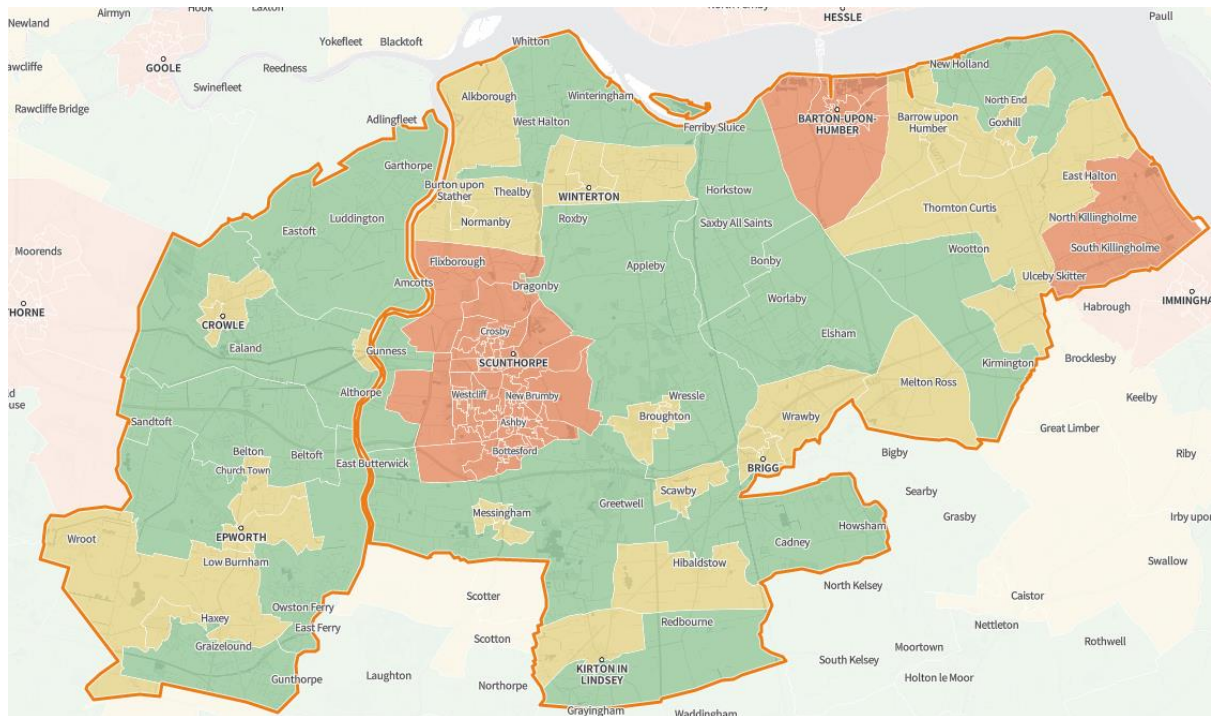 Airmyn
Hook
Laxton
HESSLE
Paull
Newland
Yokefleet
Blacktoft
Whitton
GOOLE
Reedness
New Holland
Swinefleet
Rawcliffe Bridge
Alkborough
Winteringham
North End
Adlingfleet
West Halton
Ferriby Sluice
BARTON-UPON-
HUMBER
Barrow upon
Humber
Goxhill
Garthorpe
East Halton
Burton upon
Stather
Thealby
WINTERTON
Horkstow
Thornton Curtis
North Killingholme
Luddington
Normanby
Roxby
Saxby All Saints
Eastoft
South Killingholme
Moorends
Wootton
Flixborough
Appleby
Bonby
Ulceby Skitter
Amcotts
Dragonby
Worlaby
IMMINGHA
Habrough
THORNE
CROWLE
Crosby
Elsham
Ealand
Gunness
SCUNTHORPE
Kirmington
Brocklesby
Melton Ross
Althorpe
Westcliff
New Brumby
Wressle
Keelby
Sandtoft
Broughton
Wrawby
Ashby
Great Limber
Belton
Beltoft
Bottesford
Bigby
Riby
Church Town
East Butterwick
BRIGG
Scawby
Searby
Messingham
Greetwell
Grasby
Irby upon
Howsham
Wroot
EPWORTH
Cadney
Low Burnham
Hibaldstow
Swallow
North Kelsey
Scotter
Caistor
Owston Ferry
Haxey
East Ferry
Redbourne
Nettleton
Scotton
Rothwell
Graizelound
Moortown
KIRTON IN
LINDSEY
South Kelsey
Gunthorpe
Laughton
Northorpe
Holton le Moor
Grayingham
Waddingham